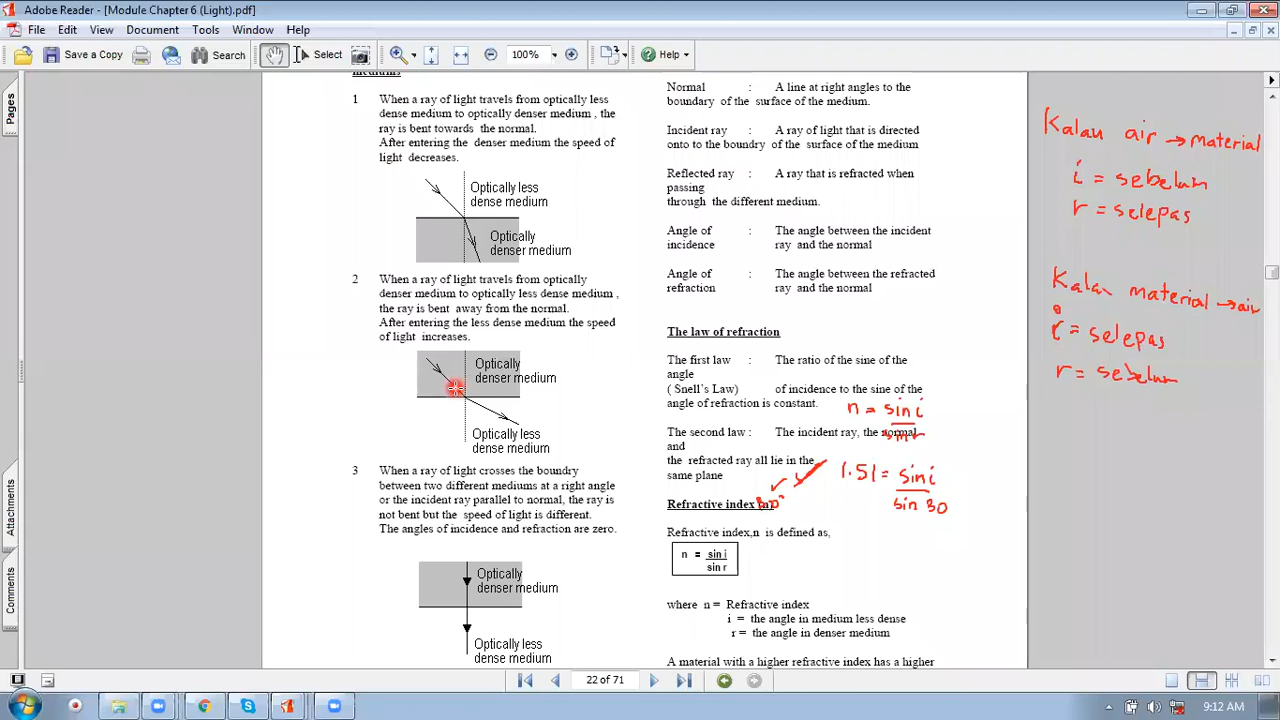 Adobe Reader - [Module Chapter 6 (Light).pdf]
File Edit View Document Tools Window Help
Save a Copy Search Select 100% Help
Pages
Attachments
Comments
mediums
1 When a ray of light travels from optically less
dense medium to optically denser medium , the
ray is bent towards the normal.
After entering the denser medium the speed of
light decreases.
Optically less
dense medium
Optically
denser medium
2 When a ray of light travels from optically
denser medium to optically less dense medium ,
the ray is bent away from the normal.
After entering the less dense medium the speed
of light increases.
Optically
denser medium
Optically less
dense medium
3 When a ray of light crosses the boundry
between two different mediums at a right angle
or the incident ray parallel to normal, the ray is
not bent but the speed of light is different.
The angles of incidence and refraction are zero.
Optically
denser medium
Optically less
dense medium
Normal : A line at right angles to the
boundary of the surface of the medium.
Incident ray : A ray of light that is directed
onto to the boundry of the surface of the medium
Reflected ray : A ray that is refracted when
passing
through the different medium.
Angle of : The angle between the incident
incidence ray and the normal
Angle of : The angle between the refracted
refraction ray and the normal
The law of refraction
The first law : The ratio of the sine of the
angle
( Snell's Law) of incidence to the sine of the
angle of refraction is constant.
n = sin i
sin r
The second law : The incident ray, the normal
and
the refracted ray all lie in the
same plane
1.51 = sin i
sin 30
30°
Refractive index (n)
Refractive index,n is defined as,
n = sin i
sin r
where n = Refractive index
i = the angle in medium less dense
r = the angle in denser medium
A material with a higher refractive index has a higher
Kalau air → material
i = sebelum
r = selepas
Kalau material → air
i = selepas
r = sebelum
22 of 71
9:12 AM